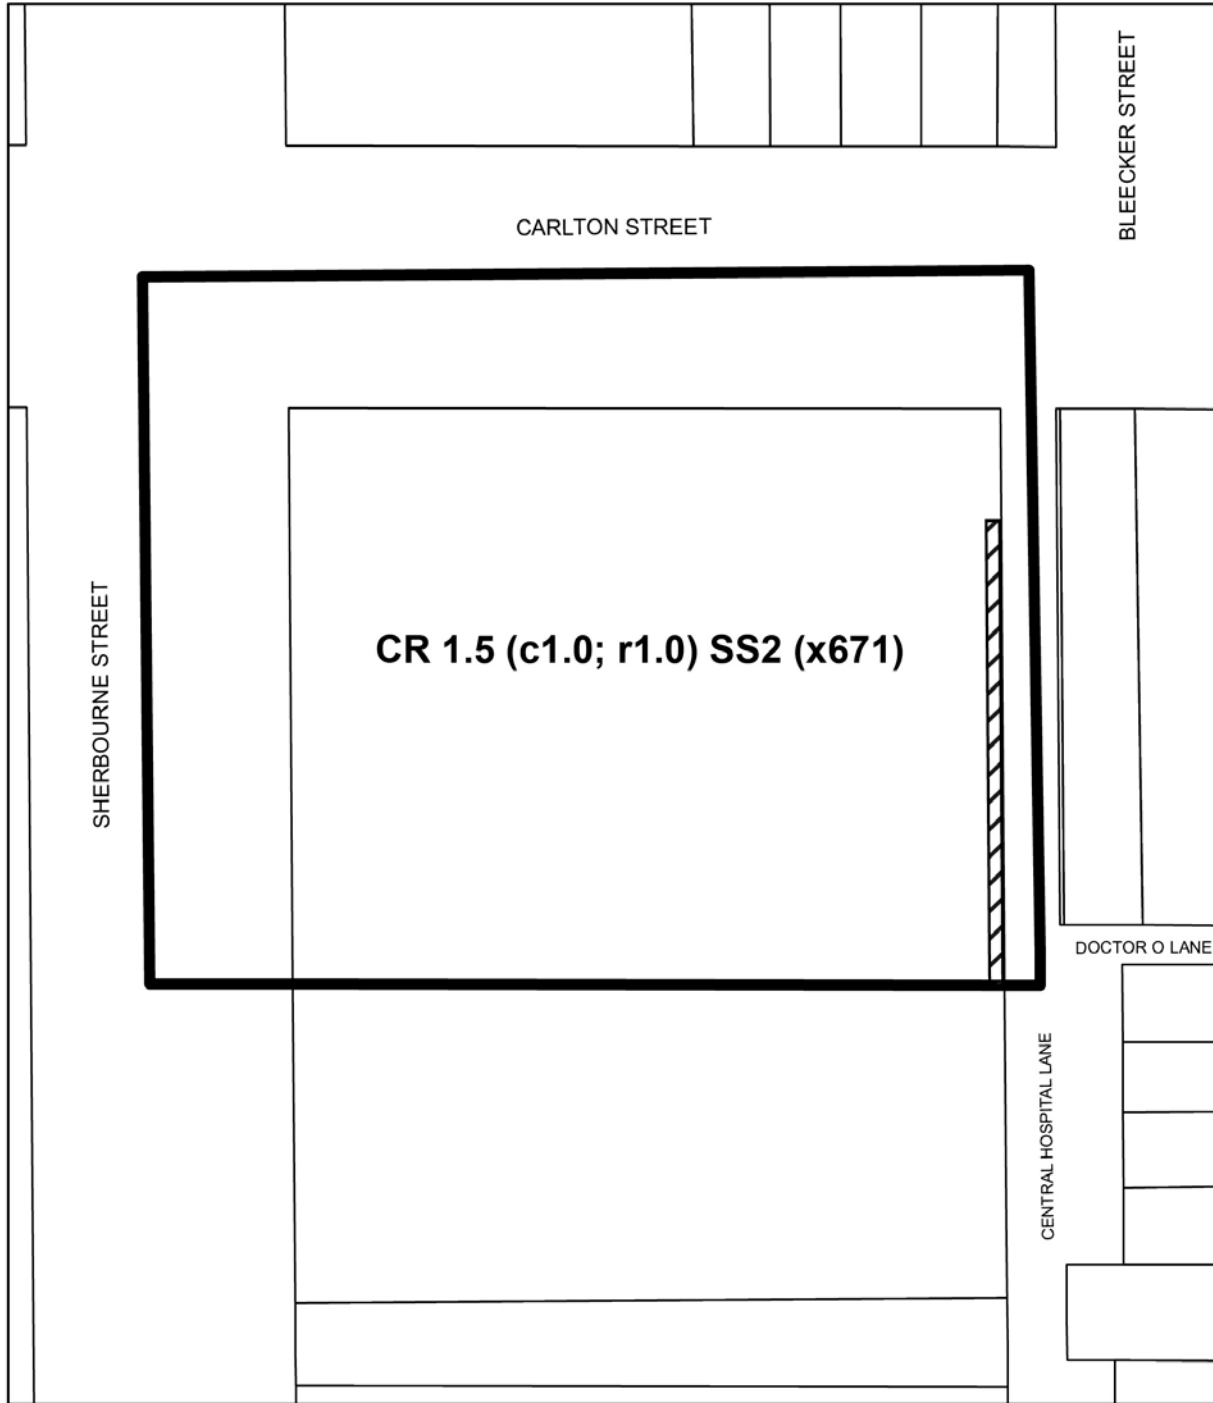 BLEECKER STREET
CARLTON STREET
SHERBOURNE STREET
CR 1.5 (c1.0; r1.0) SS2 (x671)
DOCTOR O LANE
CENTRAL HOSPITAL LANE